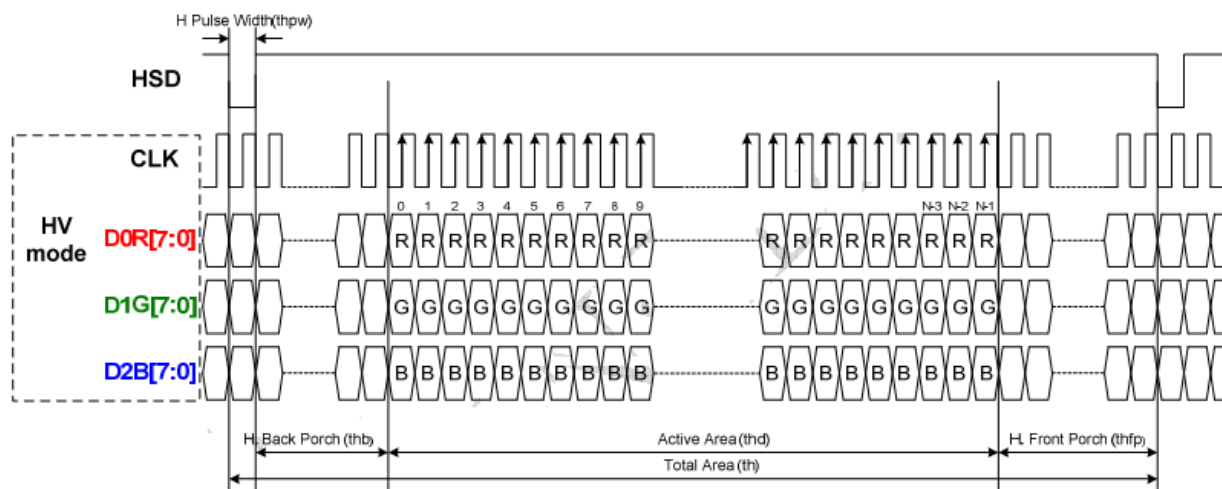 H Pulse Width(thpw)
HSD
CLK
HV
mode
0 1 2 3 4 5 6 7 8 9 N-3 N-2 N-1
D0R[7:0] R R R R R R R R R R R R R R R R R R R
D1G[7:0] G G G G G G G G G G G G G G G G G G G
D2B[7:0] B B B B B B B B B B B B B B B B B B B
H. Back Porch (thb) Active Area (thd) H. Front Porch (thfp)
Total Area (th)